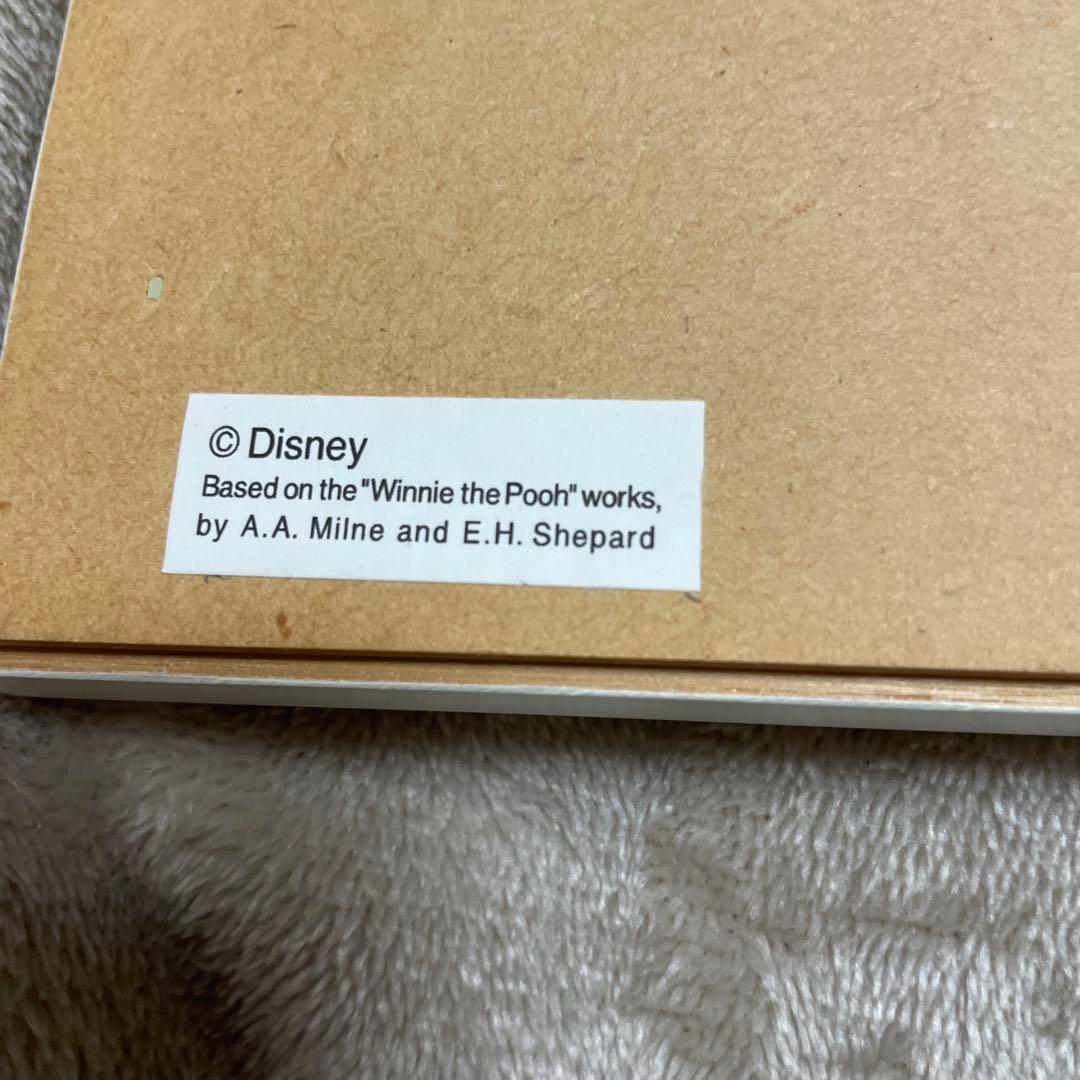 © Disney
Based on the "Winnie the Pooh" works,
by A.A. Milne and E.H. Shepard